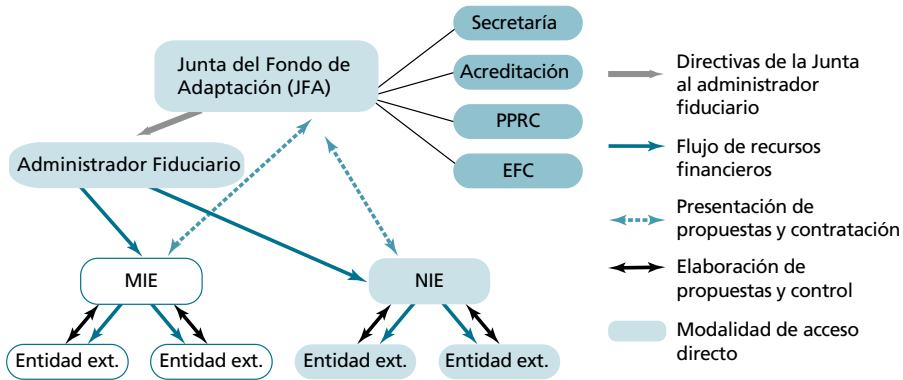 Junta del Fondo de
Adaptación (JFA)
Secretaría
Acreditación
PPRC
EFC
Administrador Fiduciario
MIE
NIE
Entidad ext.
Entidad ext.
Entidad ext.
Entidad ext.
Directivas de la Junta
al administrador
fiduciario
Flujo de recursos
financieros
Presentación de
propuestas y contratación
Elaboración de
propuestas y control
Modalidad de acceso
directo